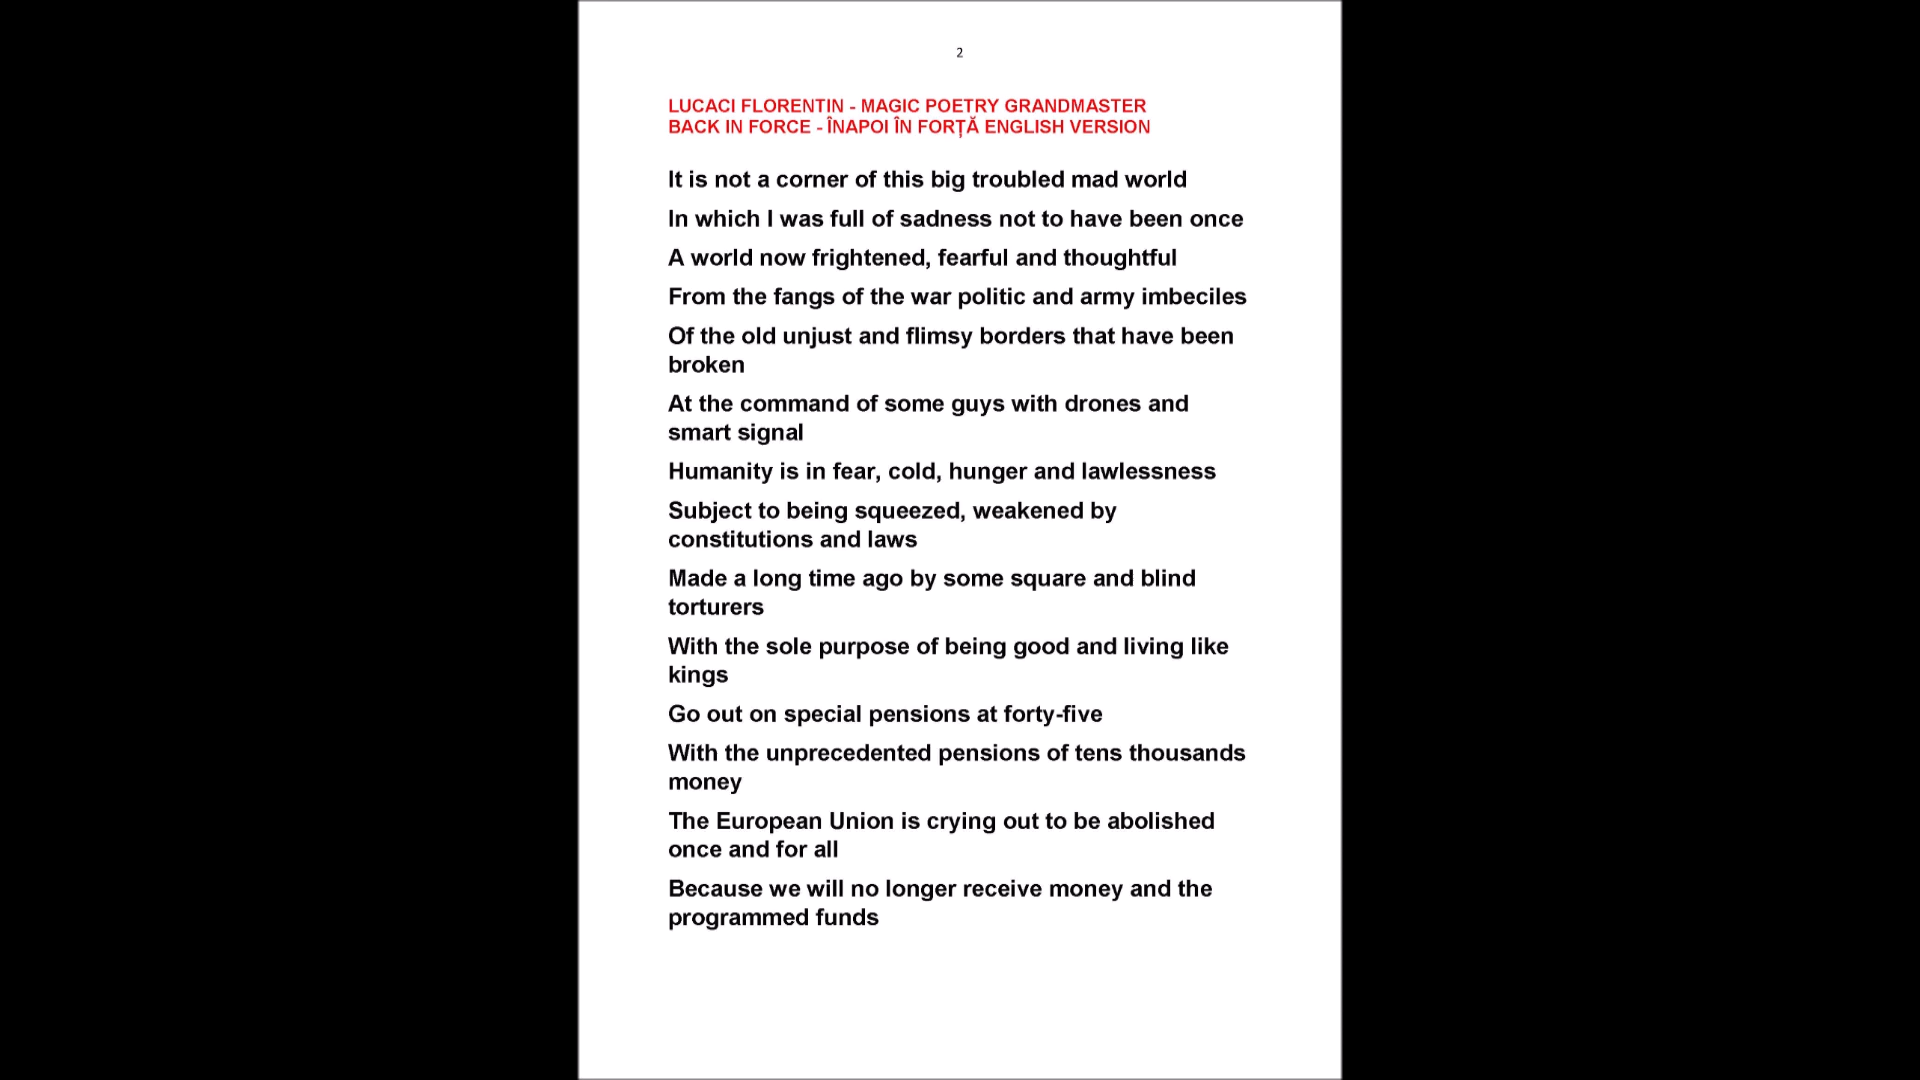 2
LUCACI FLORENTIN - MAGIC POETRY GRANDMASTER
BACK IN FORCE - ÎNAPOI ÎN FORȚĂ ENGLISH VERSION
It is not a corner of this big troubled mad world
In which I was full of sadness not to have been once
A world now frightened, fearful and thoughtful
From the fangs of the war politic and army imbeciles
Of the old unjust and flimsy borders that have been
broken
At the command of some guys with drones and
smart signal
Humanity is in fear, cold, hunger and lawlessness
Subject to being squeezed, weakened by
constitutions and laws
Made a long time ago by some square and blind
torturers
With the sole purpose of being good and living like
kings
Go out on special pensions at forty-five
With the unprecedented pensions of tens thousands
money
The European Union is crying out to be abolished
once and for all
Because we will no longer receive money and the
programmed funds